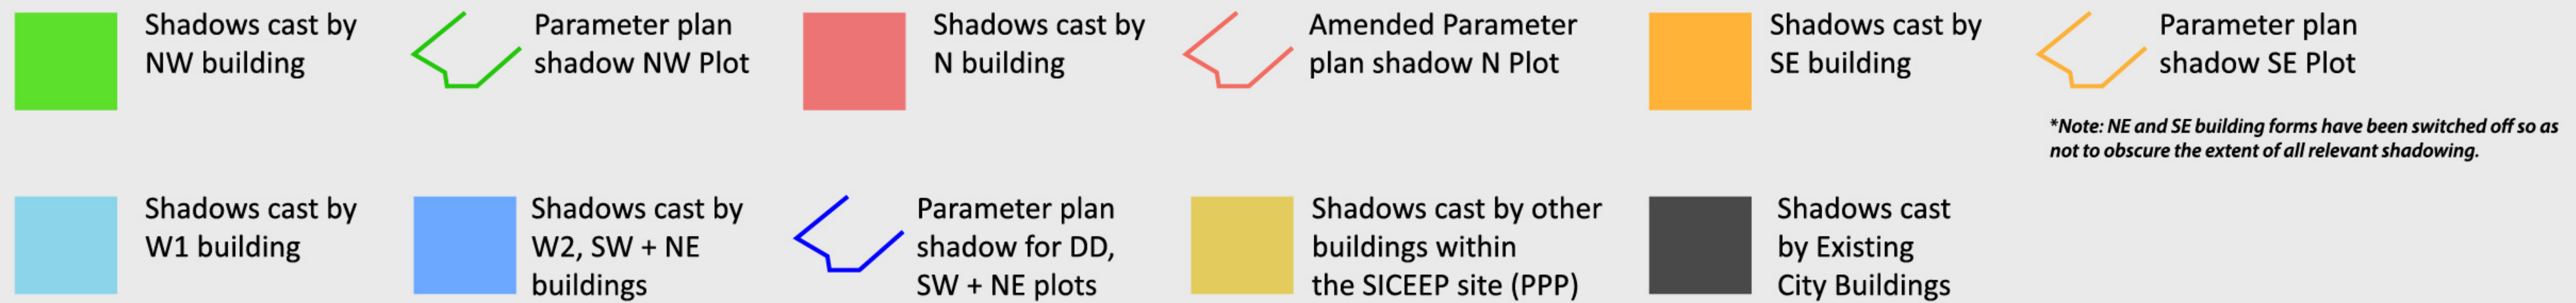 Shadows cast by
NW building
Parameter plan
shadow NW Plot
Shadows cast by
N building
Amended Parameter
plan shadow N Plot
Shadows cast by
SE building
Parameter plan
shadow SE Plot
*Note: NE and SE building forms have been switched off so as
not to obscure the extent of all relevant shadowing.
Shadows cast by
W1 building
Shadows cast by
W2, SW + NE
buildings
Parameter plan
shadow for DD,
SW + NE plots
Shadows cast by other
buildings within
the SICEEP site (PPP)
Shadows cast
by Existing
City Buildings